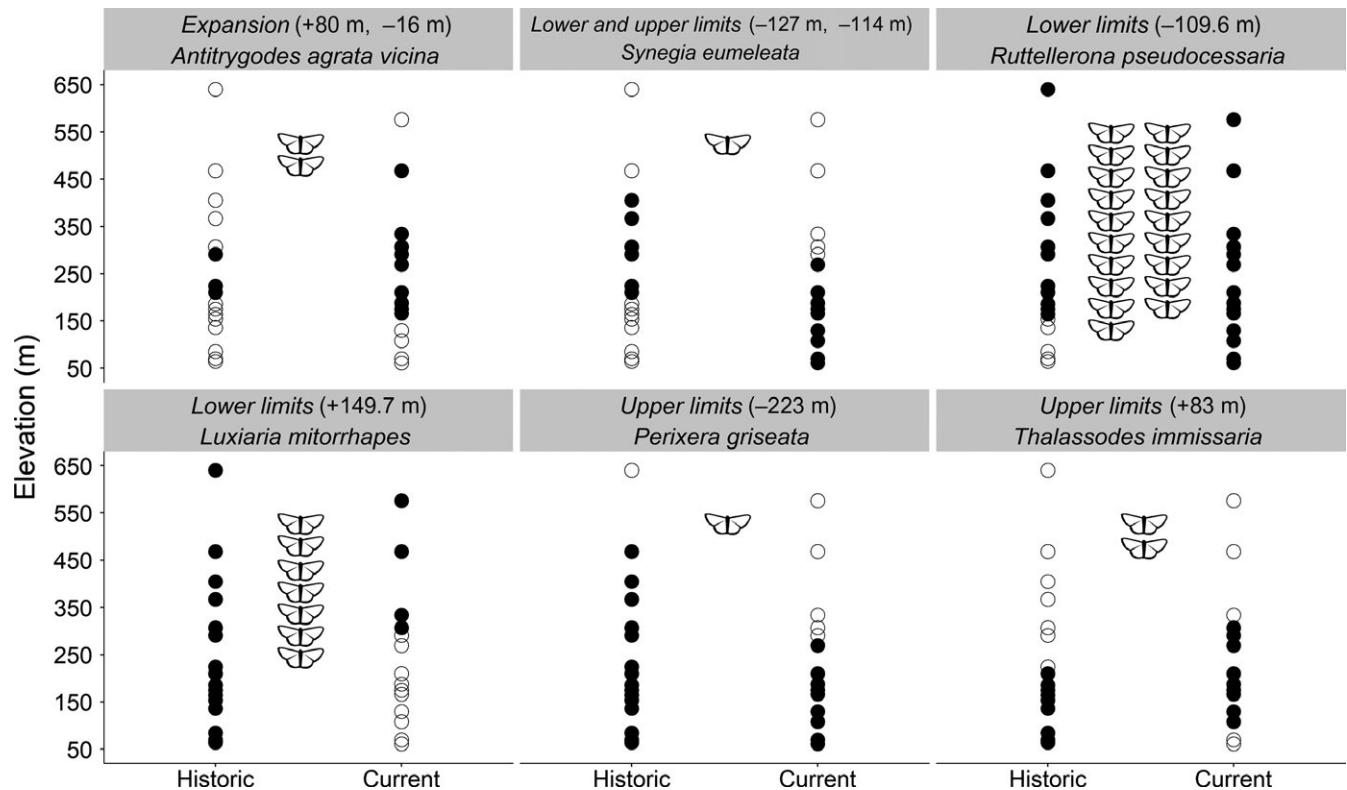 Expansion (+80 m, –16 m)
Antitrygodes agrata vicina
Lower and upper limits (–127 m, –114 m)
Synegia eumeleata
Lower limits (–109.6 m)
Ruttellerona pseudocessaria
650
550
450
350
250
150
50
Elevation (m)
Lower limits (+149.7 m)
Luxiaria mitorrhapes
Upper limits (–223 m)
Perixera griseata
Upper limits (+83 m)
Thalassodes immissaria
650
550
450
350
250
150
50
Historic Current Historic Current Historic Current